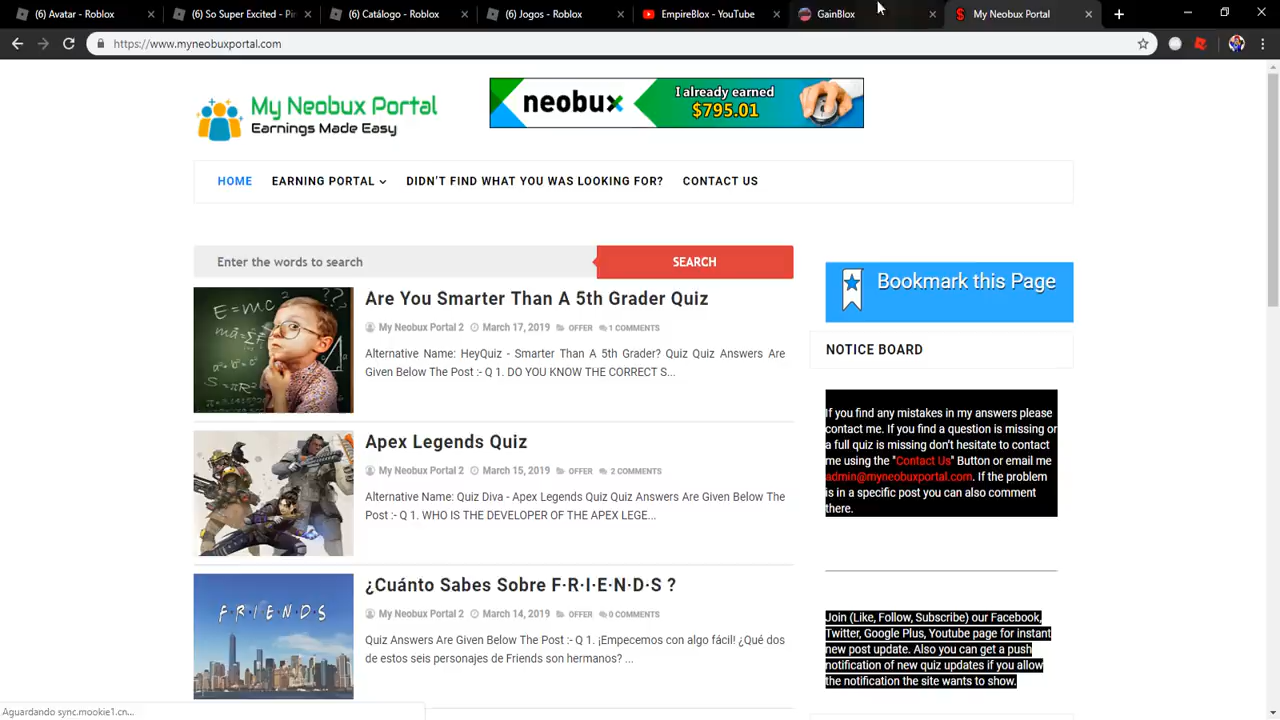 (6) Avatar - Roblox
(6) So Super Excited - Pi
(6) Catálogo - Roblox
(6) Jogos - Roblox
EmpireBlox - YouTube
GainBlox
My Neobux Portal
https://www.myneobuxportal.com
My Neobux Portal
Earnings Made Easy
neobux
I already earned
$795.01
HOME
EARNING PORTAL
DIDN'T FIND WHAT YOU WAS LOOKING FOR?
CONTACT US
Enter the words to search
SEARCH
E = mc
Are You Smarter Than A 5th Grader Quiz
My Neobux Portal 2 March 17, 2019 OFFER 1 COMMENTS
Alternative Name: HeyQuiz - Smarter Than A 5th Grader? Quiz Quiz Answers Are
Given Below The Post :- Q 1. DO YOU KNOW THE CORRECT S...
Apex Legends Quiz
My Neobux Portal 2 March 15, 2019 OFFER 2 COMMENTS
Alternative Name: Quiz Diva - Apex Legends Quiz Quiz Answers Are Given Below The
Post :- Q 1. WHO IS THE DEVELOPER OF THE APEX LEGE...
F·R·I·E·N·D·S
¿Cuánto Sabes Sobre F·R·I·E·N·D·S ?
My Neobux Portal 2 March 14, 2019 OFFER 0 COMMENTS
Quiz Answers Are Given Below The Post :- Q 1. ¡Empecemos con algo fácil! ¿Qué dos
de estos seis personajes de Friends son hermanos? ...
Bookmark this Page
NOTICE BOARD
If you find any mistakes in my answers please
contact me. If you find a question is missing or
a full quiz is missing don't hesitate to contact
me using the "Contact Us" Button or email me
admin@myneobuxportal.com. If the problem
is in a specific post you can also comment
there.
Join (Like, Follow, Subscribe) our Facebook,
Twitter, Google Plus, Youtube page for instant
new post update. Also you can get a push
notification of new quiz updates if you allow
the notification the site wants to show.
Aguardando sync.mookie1.cn...